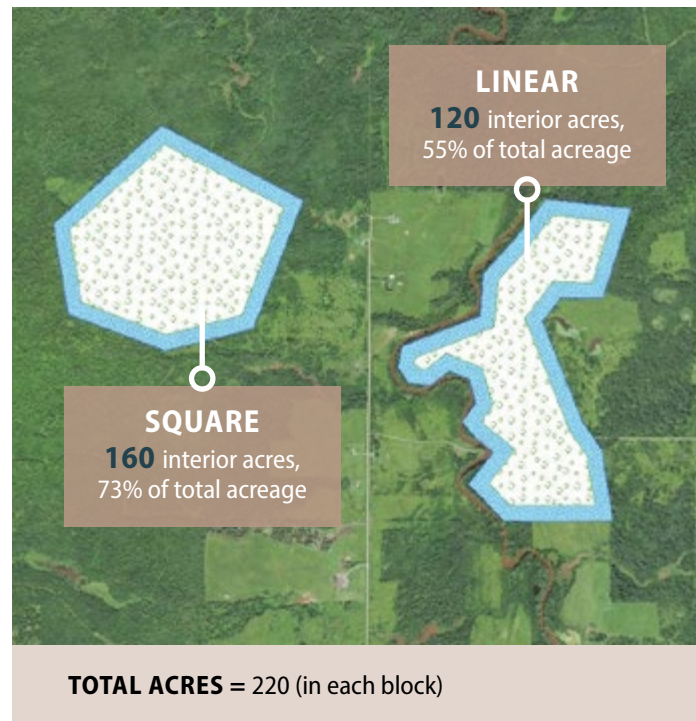 LINEAR
120 interior acres,
55% of total acreage
SQUARE
160 interior acres,
73% of total acreage
TOTAL ACRES = 220 (in each block)